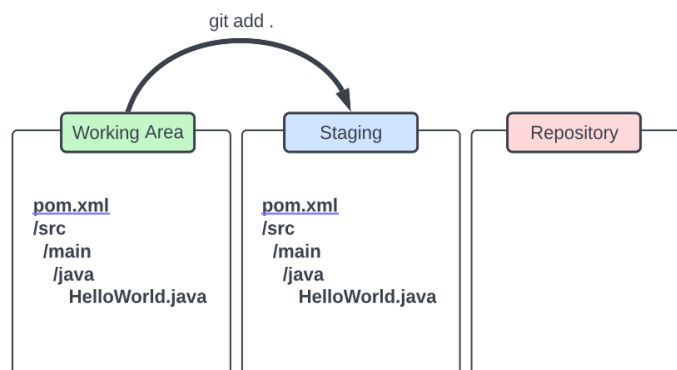 git add .
Working Area
Staging
Repository
pom.xml
/src
/main
/java
HelloWorld.java
pom.xml
/src
/main
/java
HelloWorld.java